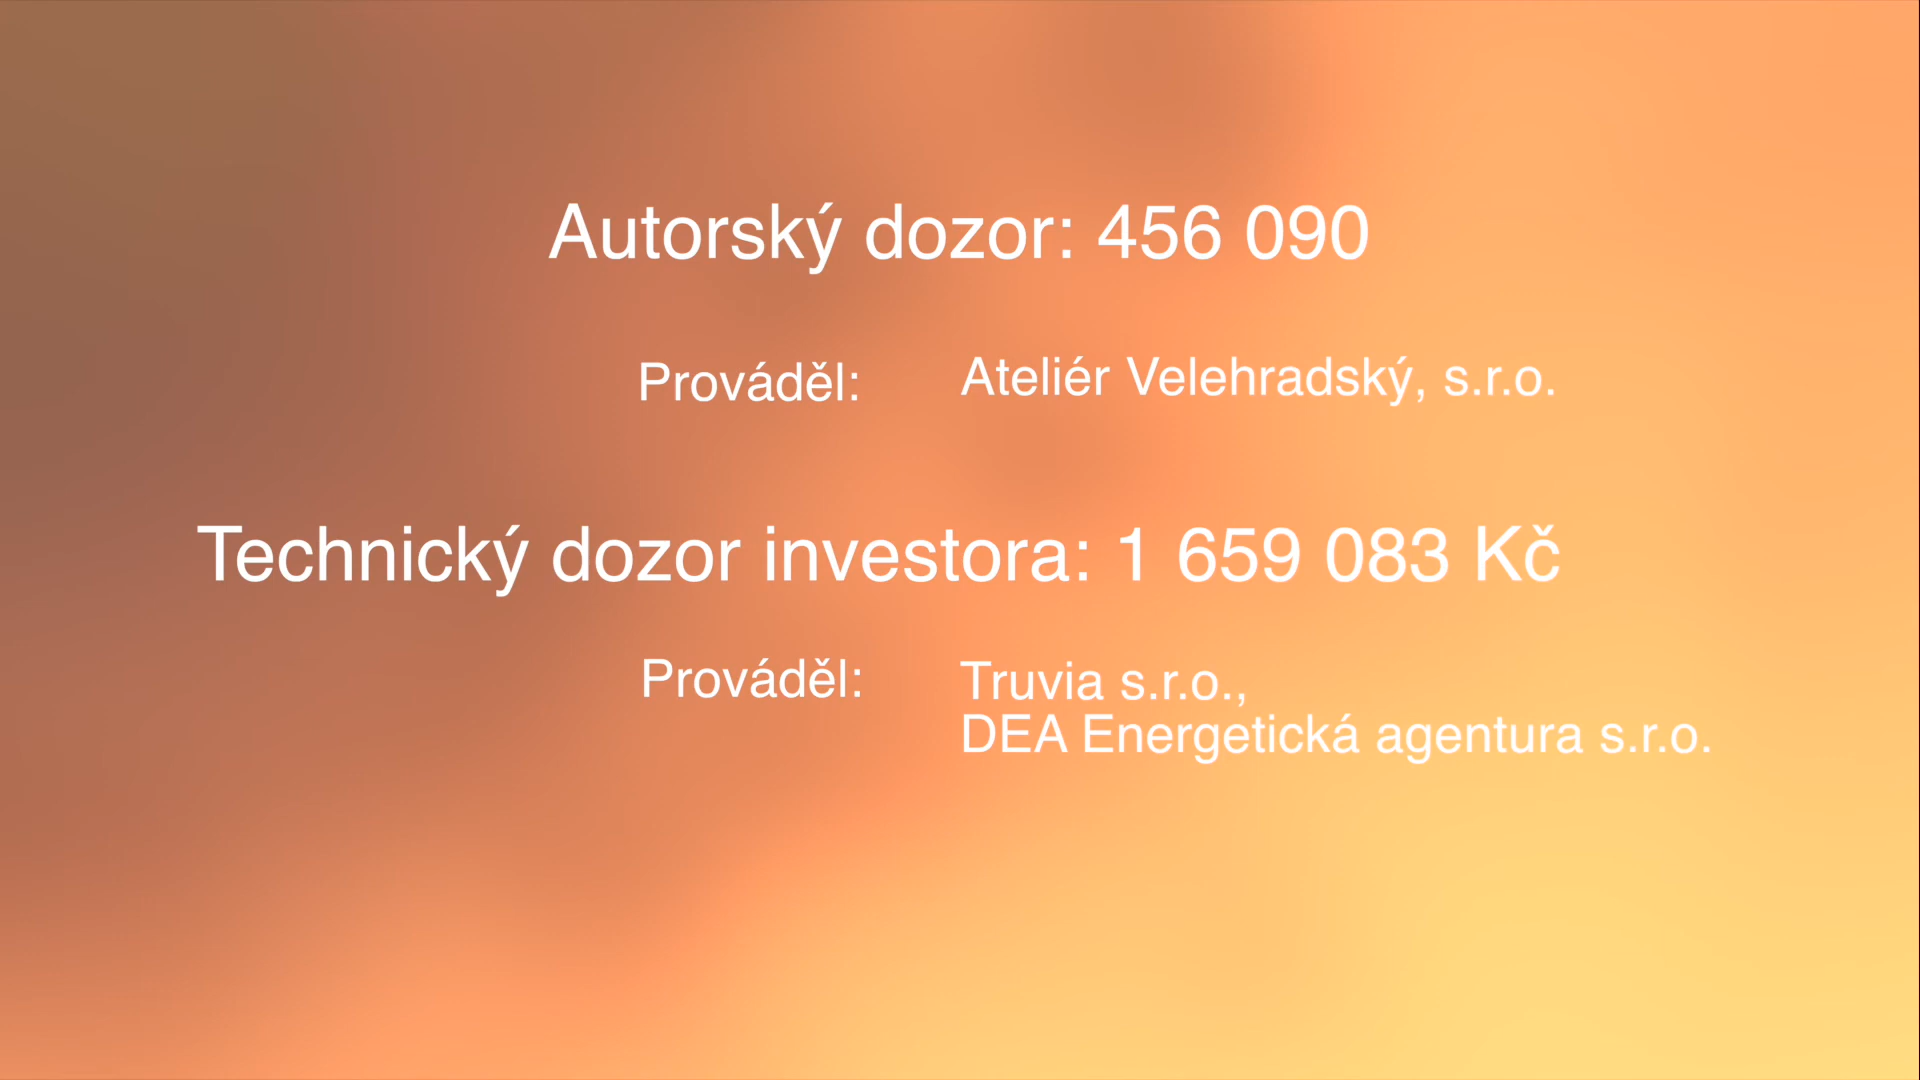 Autorský dozor: 456 090
Prováděl: Ateliér Velehradský, s.r.o.
Technický dozor investora: 1 659 083 Kč
Prováděl: Truvia s.r.o.,
DEA Energetická agentura s.r.o.